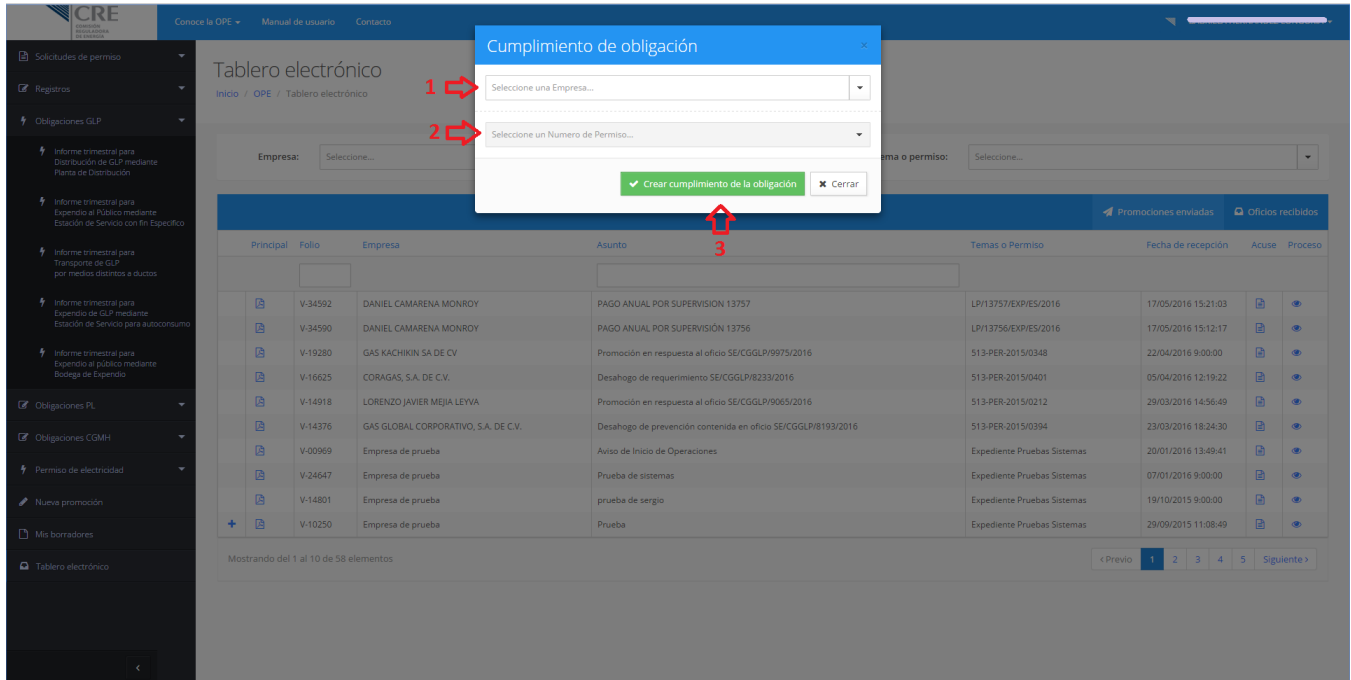 CRE
COMISIÓN
REGULADORA
DE ENERGÍA
Conoce la OPE
Manual de usuario
Contacto
Solicitudes de permiso
Registros
Obligaciones GLP
Informe trimestral para
Distribución de GLP mediante
Planta de Distribución
Informe trimestral para
Expendio al Público mediante
Estación de Servicio con fin Especifico
Informe trimestral para
Transporte de GLP
por medios distintos a ductos
Informe trimestral para
Expendio de GLP mediante
Estación de Servicio para autoconsumo
Informe trimestral para
Expendio al público mediante
Bodega de Expendio
Obligaciones PL
Obligaciones CGMH
Permiso de electricidad
Nueva promoción
Mis borradores
Tablero electrónico
Tablero electrónico
Inicio / OPE / Tablero electrónico
Cumplimiento de obligación ×
1
Seleccione una Empresa...
2
Seleccione un Numero de Permiso...
Crear cumplimiento de la obligación
Cerrar
3
Empresa: Seleccione...
ema o permiso: Seleccione...
Promociones enviadas
Oficios recibidos
Principal Folio Empresa Asunto Temas o Permiso Fecha de recepción Acuse Proceso
V-34592 DANIEL CAMARENA MONROY PAGO ANUAL POR SUPERVISION 13757 LP/13757/EXP/ES/2016 17/05/2016 15:21:03
V-34590 DANIEL CAMARENA MONROY PAGO ANUAL POR SUPERVISIÓN 13756 LP/13756/EXP/ES/2016 17/05/2016 15:12:17
V-19280 GAS KACHIKIN SA DE CV Promoción en respuesta al oficio SE/CGGLP/9975/2016 513-PER-2015/0348 22/04/2016 9:00:00
V-16625 CORAGAS, S.A. DE C.V. Desahogo de requerimiento SE/CGGLP/8233/2016 513-PER-2015/0401 05/04/2016 12:19:22
V-14918 LORENZO JAVIER MEJIA LEYVA Promoción en respuesta al oficio SE/CGGLP/9065/2016 513-PER-2015/0212 29/03/2016 14:56:49
V-14376 GAS GLOBAL CORPORATIVO, S.A. DE C.V. Desahogo de prevención contenida en oficio SE/CGGLP/8193/2016 513-PER-2015/0394 23/03/2016 18:24:30
V-00969 Empresa de prueba Aviso de Inicio de Operaciones Expediente Pruebas Sistemas 20/01/2016 13:49:41
V-24647 Empresa de prueba Prueba de sistemas Expediente Pruebas Sistemas 07/01/2016 9:00:00
V-14801 Empresa de prueba prueba de sergio Expediente Pruebas Sistemas 19/10/2015 9:00:00
V-10250 Empresa de prueba Prueba Expediente Pruebas Sistemas 29/09/2015 11:08:49
Mostrando del 1 al 10 de 58 elementos
‹ Previo 1 2 3 4 5 Siguiente ›